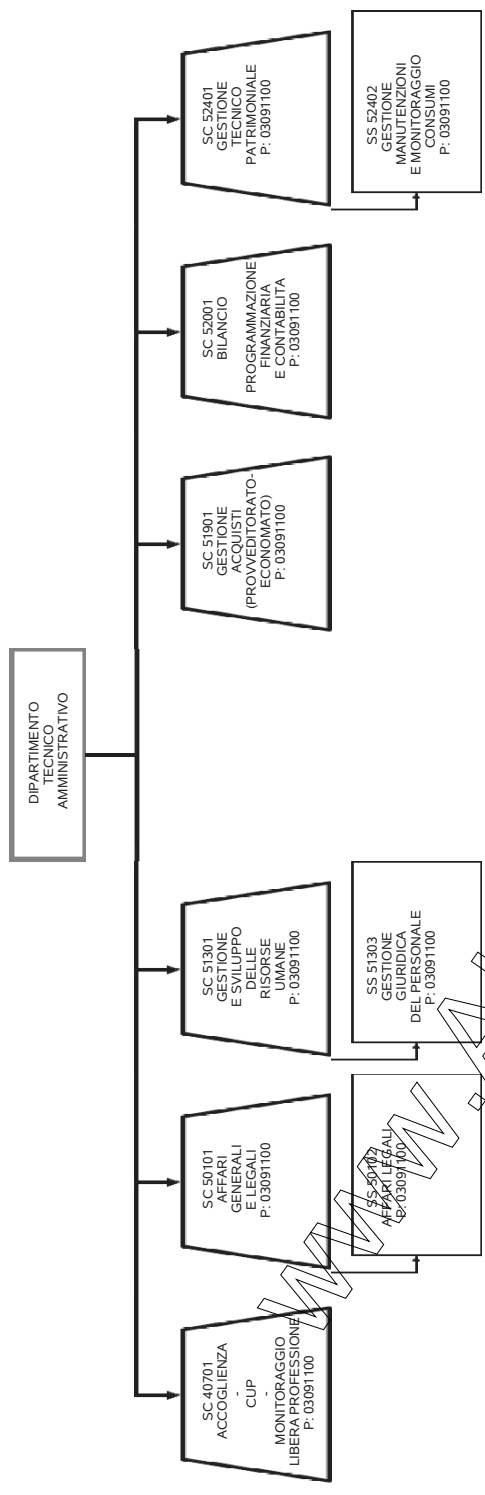 DIPARTIMENTO
TECNICO
AMMINISTRATIVO
SC 40701
ACCOGLIENZA
-
CUP
-
MONITORAGGIO
LIBERA PROFESSIONE
P: 03091100
SC 50101
AFFARI
GENERALI
E LEGALI
P: 03091100
SC 51301
GESTIONE
E SVILUPPO
DELLE
RISORSE
UMANE
P: 03091100
SC 51901
GESTIONE
ACQUISTI
(PROVVEDITORATO-
ECONOMATO)
P: 03091100
SC 52001
BILANCIO
PROGRAMMAZIONE
FINANZIARIA
E CONTABILITA
P: 03091100
SC 52401
GESTIONE
TECNICO
PATRIMONIALE
P: 03091100
SS 50102
AFFARI LEGALI
P: 03091100
SS 51303
GESTIONE
GIURIDICA
DEL PERSONALE
P: 03091100
SS 52402
GESTIONE
MANUTENZIONI
E MONITORAGGIO
CONSUMI
P: 03091100
www.